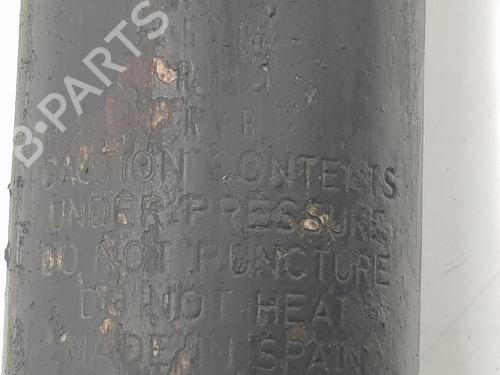 B-PARTS
KYB
CAUTION CONTENTS
UNDER PRESSURE
DO NOT PUNCTURE
DO NOT HEAT
MADE IN SPAIN